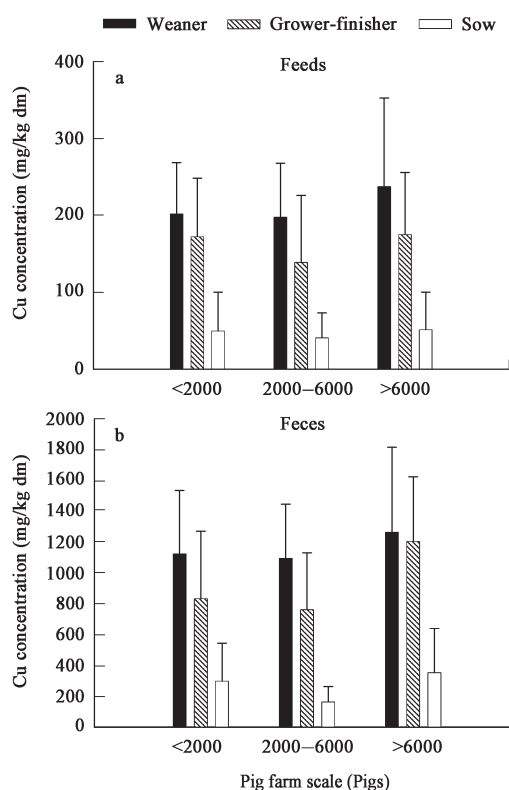 Weaner Grower-finisher Sow
a Feeds
Cu concentration (mg/kg dm)
400
300
200
100
0
<2000 2000–6000 >6000
b Feces
Cu concentration (mg/kg dm)
2000
1800
1600
1400
1200
1000
800
600
400
200
0
<2000 2000–6000 >6000
Pig farm scale (Pigs)